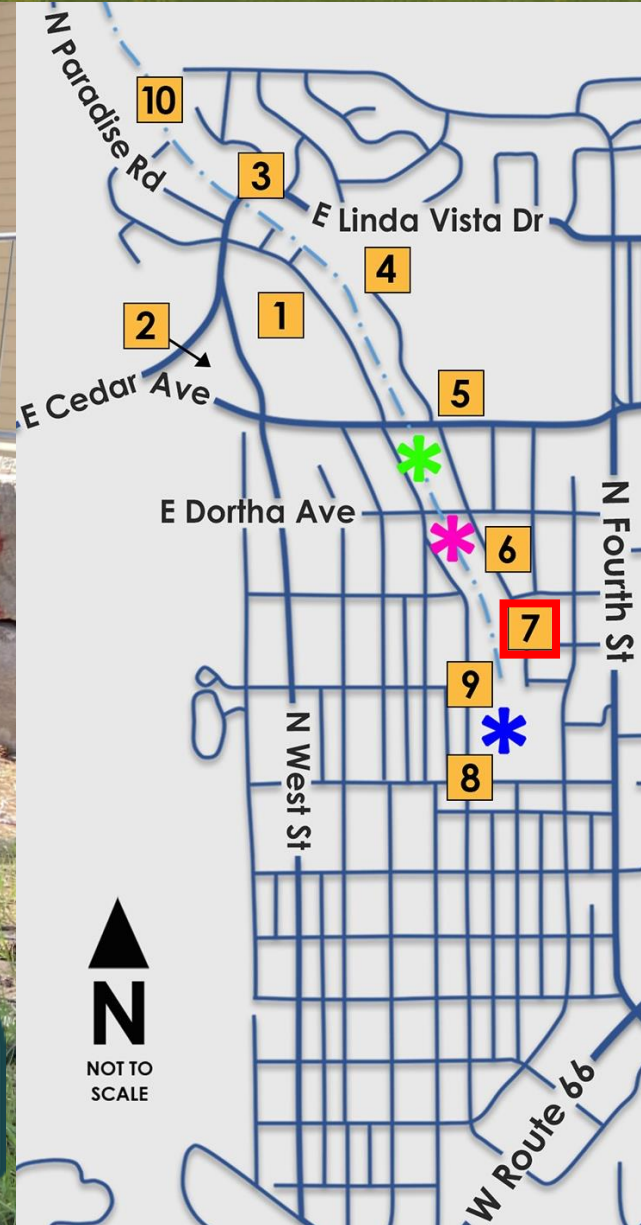 N Paradise Rd
10
3
E Linda Vista Dr
4
1
2
E Cedar Ave
5
E Dortha Ave
N Fourth St
6
7
9
N West St
8
N
NOT TO
SCALE
W Route 66